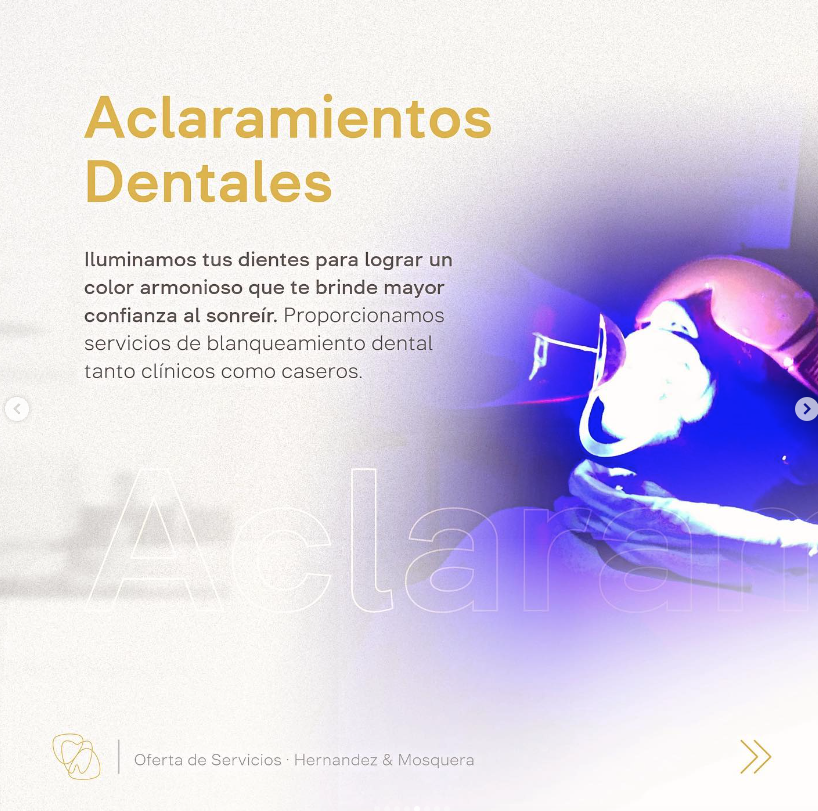 Aclaramientos
Dentales
Iluminamos tus dientes para lograr un
color armonioso que te brinde mayor
confianza al sonreír. Proporcionamos
servicios de blanqueamiento dental
tanto clínicos como caseros.
Aclaram
Oferta de Servicios · Hernandez & Mosquera